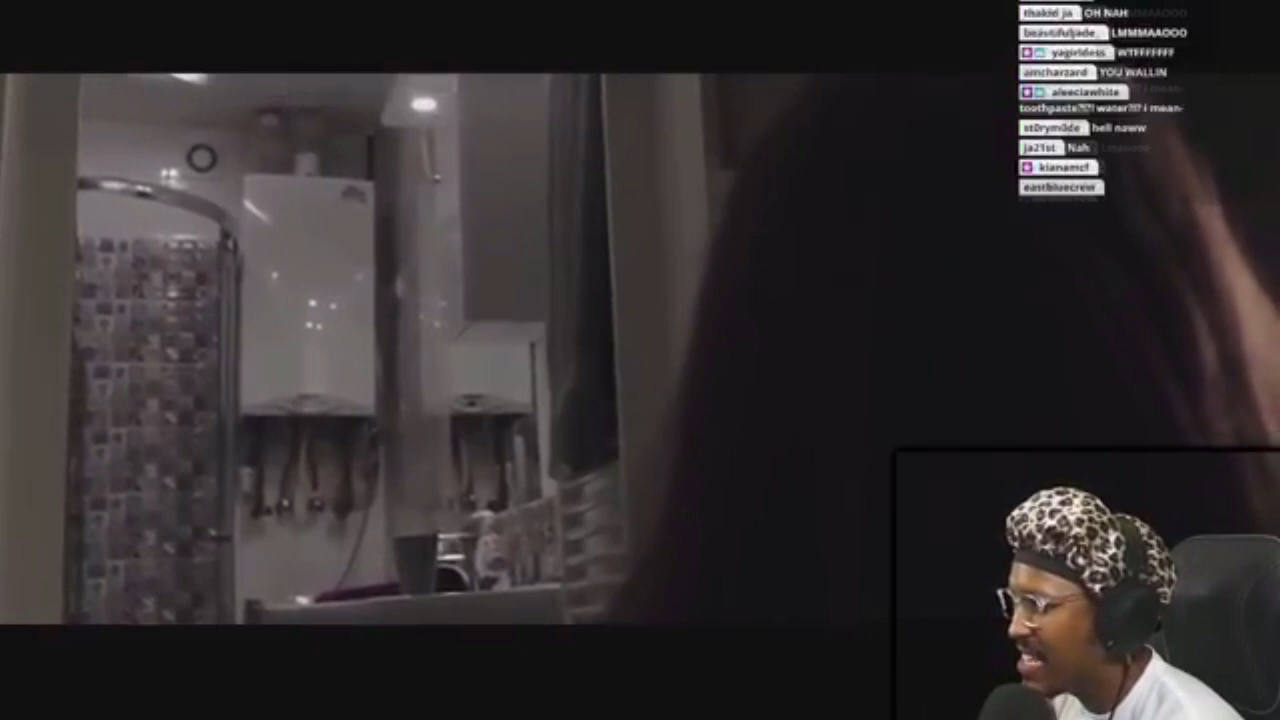 thakid ja OH NAH
beautifuljade_ LMMMAAOOO
yagirldess WTFFFFFFF
amcharzard YOU WALLIN
aleeciawhite
toothpaste?!?! water?!? i mean-
st0rym0de hell naww
ja21st Nah
kianamcf
eastbluecrew